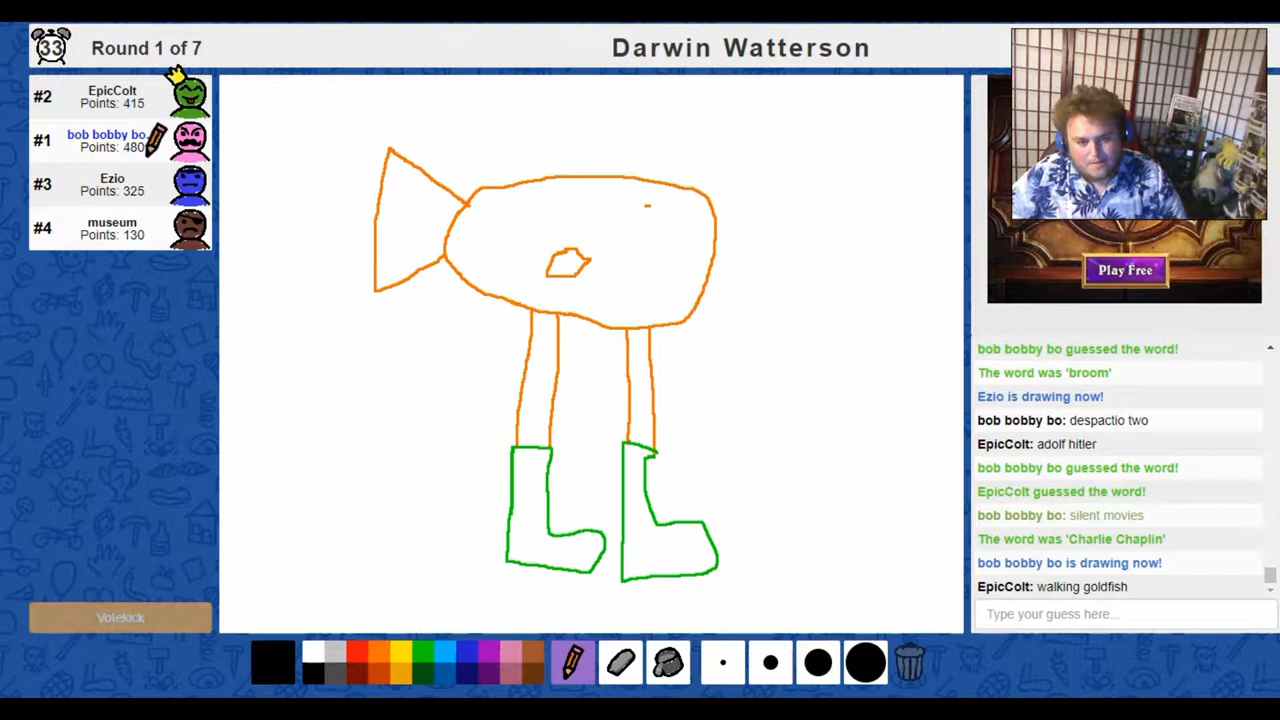 33
Round 1 of 7
Darwin Watterson
#2
EpicColt
Points: 415
#1
bob bobby bo
Points: 480
#3
Ezio
Points: 325
#4
museum
Points: 130
Votekick
Play Free
bob bobby bo guessed the word!
The word was 'broom'
Ezio is drawing now!
bob bobby bo: despactio two
EpicColt: adolf hitler
bob bobby bo guessed the word!
EpicColt guessed the word!
bob bobby bo: silent movies
The word was 'Charlie Chaplin'
bob bobby bo is drawing now!
EpicColt: walking goldfish
Type your guess here...